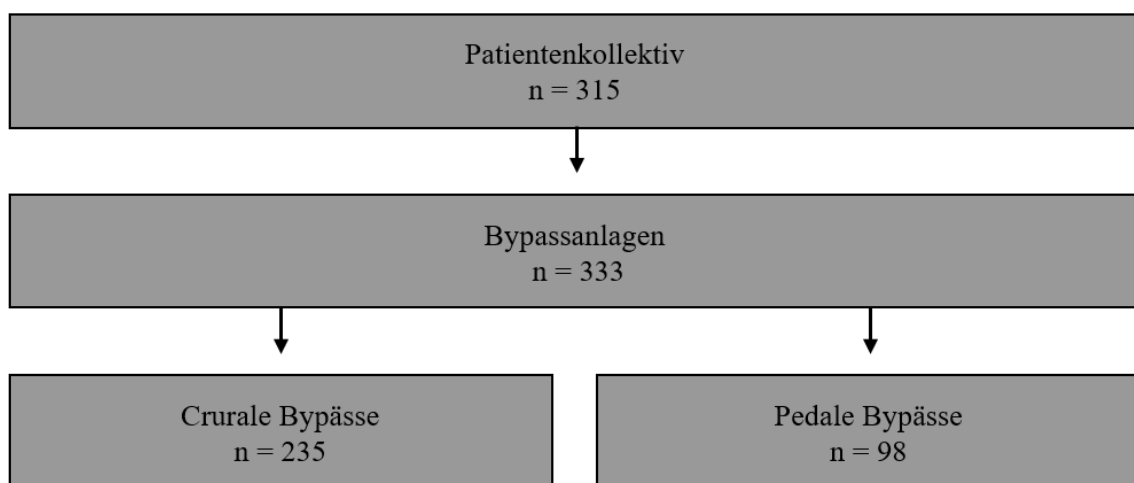 Patientenkollektiv
n = 315
Bypassanlagen
n = 333
Crurale Bypässe
n = 235
Pedale Bypässe
n = 98